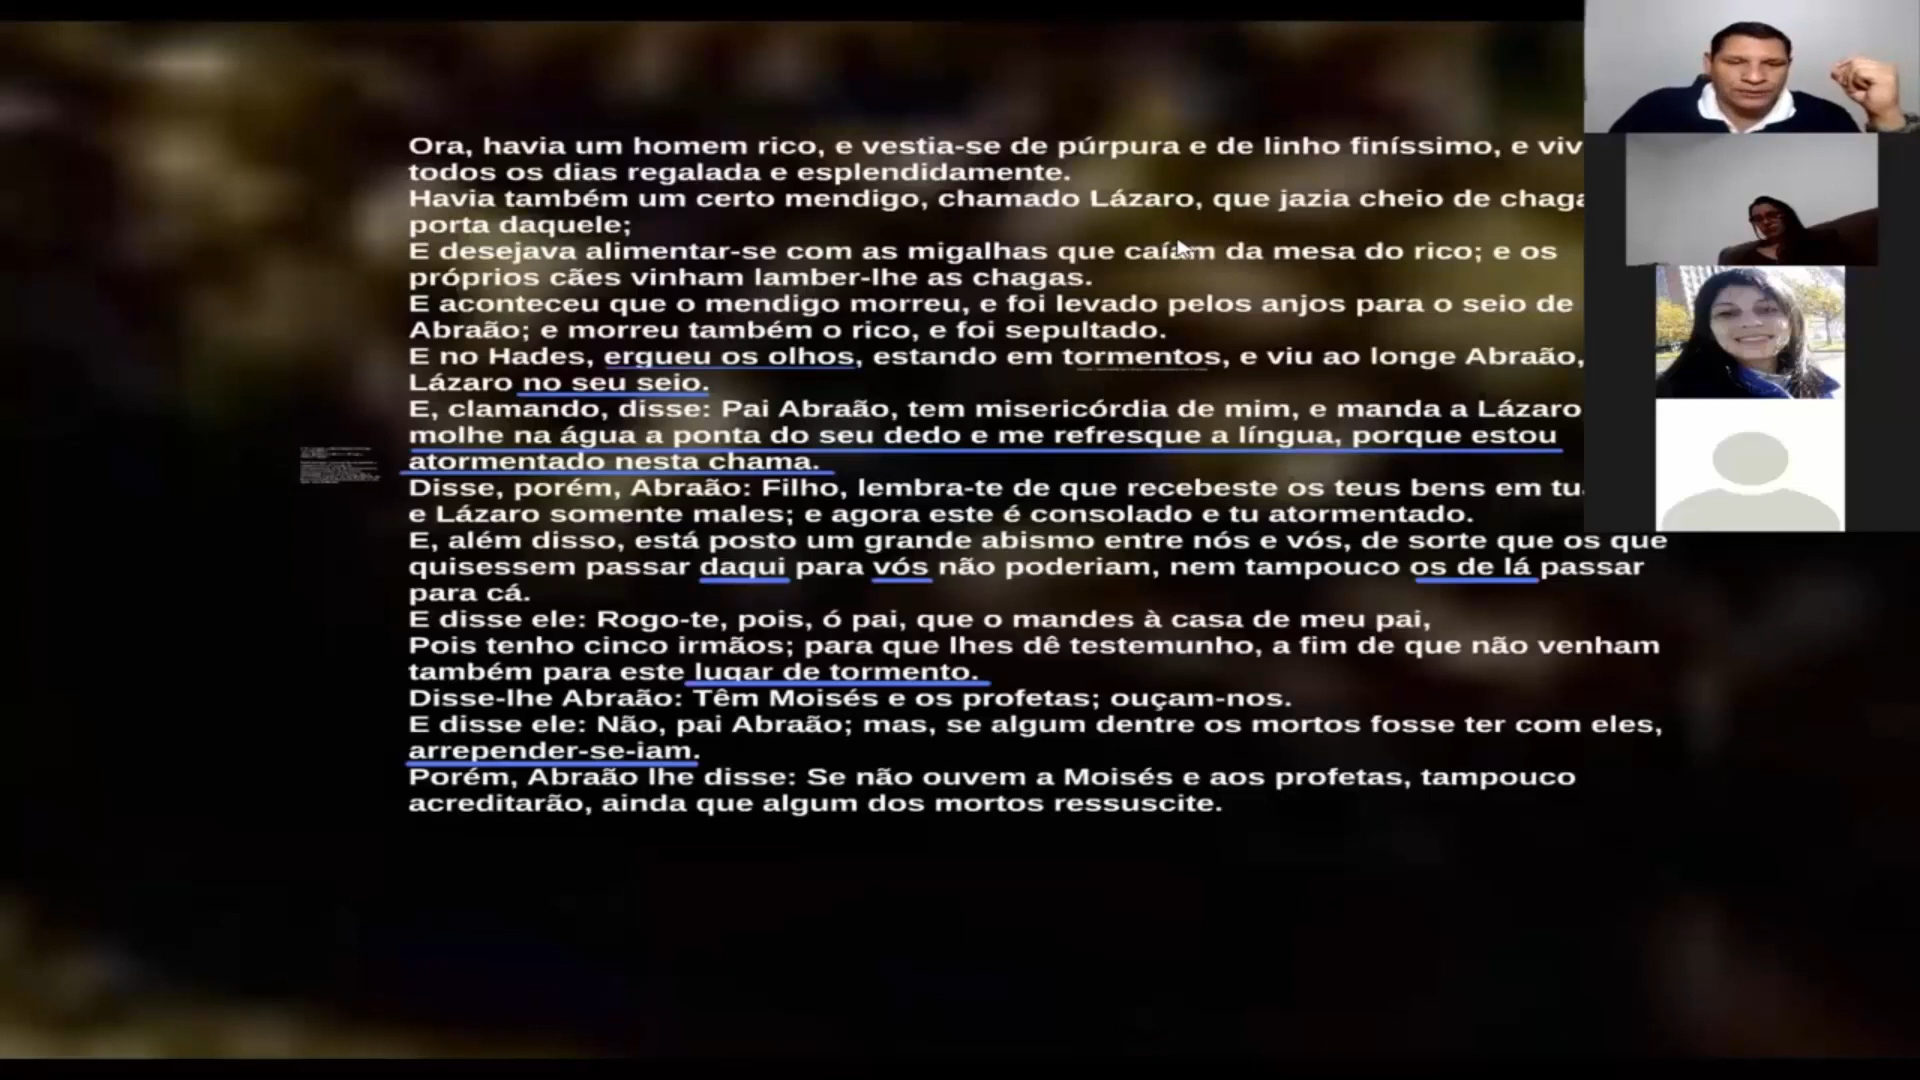 Ora, havia um homem rico, e vestia-se de púrpura e de linho finíssimo, e
todos os dias regalada e esplendidamente.
Havia também um certo mendigo, chamado Lázaro, que jazia cheio de
porta daquele;
E desejava alimentar-se com as migalhas que caíam da mesa do rico; e os
próprios cães vinham lamber-lhe as chagas.
E aconteceu que o mendigo morreu, e foi levado pelos anjos para o seio de
Abraão; e morreu também o rico, e foi sepultado.
E no Hades, ergueu os olhos, estando em tormentos, e viu ao longe Abraão,
Lázaro no seu seio.
E, clamando, disse: Pai Abraão, tem misericórdia de mim, e manda a Lázaro
molhe na água a ponta do seu dedo e me refresque a língua, porque estou
atormentado nesta chama.
Disse, porém, Abraão: Filho, lembra-te de que recebeste os teus bens em
e Lázaro somente males; e agora este é consolado e tu atormentado.
E, além disso, está posto um grande abismo entre nós e vós, de sorte que os que
quisessem passar daqui para vós não poderiam, nem tampouco os de lá passar
para cá.
E disse ele: Rogo-te, pois, ó pai, que o mandes à casa de meu pai,
Pois tenho cinco irmãos; para que lhes dê testemunho, a fim de que não venham
também para este lugar de tormento.
Disse-lhe Abraão: Têm Moisés e os profetas; ouçam-nos.
E disse ele: Não, pai Abraão; mas, se algum dentre os mortos fosse ter com eles,
arrepender-se-iam.
Porém, Abraão lhe disse: Se não ouvem a Moisés e aos profetas, tampouco
acreditarão, ainda que algum dos mortos ressuscite.